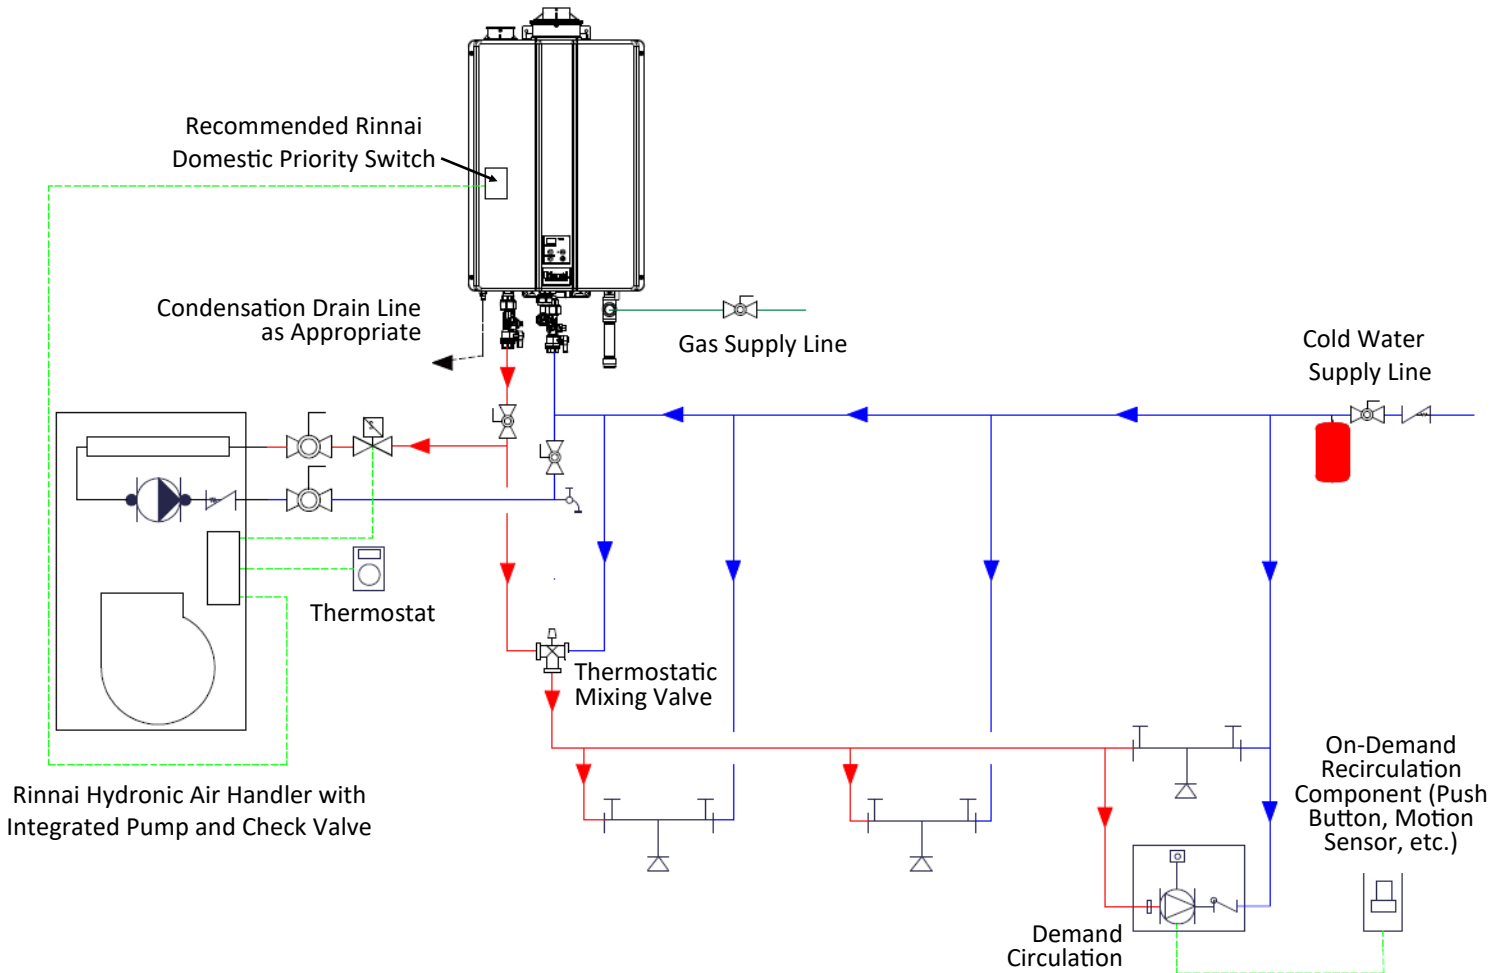 Recommended Rinnai
Domestic Priority Switch
Condensation Drain Line
as Appropriate
Gas Supply Line
Cold Water
Supply Line
Thermostat
Thermostatic
Mixing Valve
Rinnai Hydronic Air Handler with
Integrated Pump and Check Valve
On-Demand
Recirculation
Component (Push
Button, Motion
Sensor, etc.)
Demand
Circulation